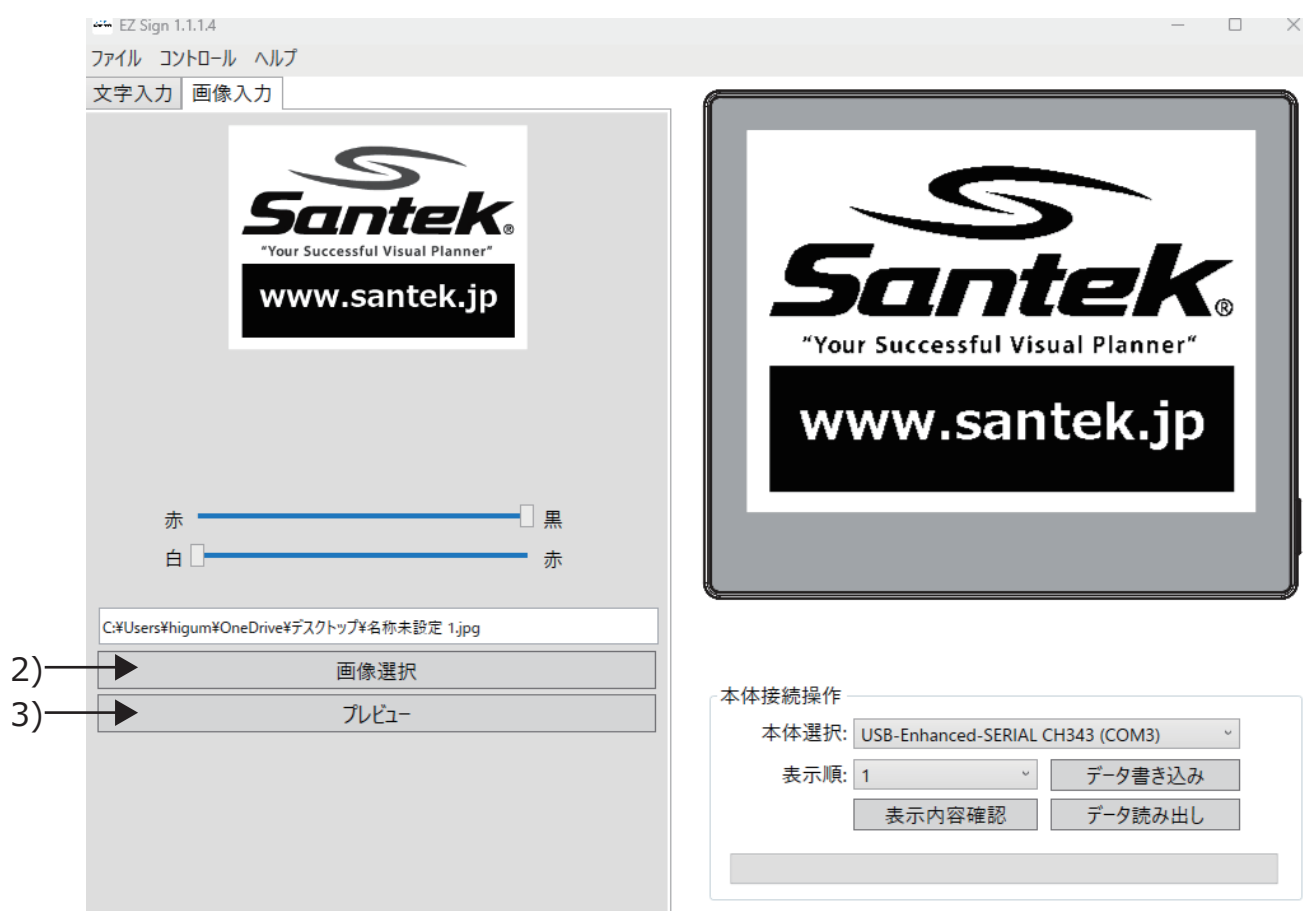 EZ Sign 1.1.1.4
ファイル コントロール ヘルプ
文字入力 画像入力
Santek®
"Your Successful Visual Planner"
www.santek.jp
赤 黒
白 赤
C:¥Users¥higum¥OneDrive¥デスクトップ¥名称未設定 1.jpg
2) 画像選択
3) プレビュー
Santek®
"Your Successful Visual Planner"
www.santek.jp
本体接続操作
本体選択: USB-Enhanced-SERIAL CH343 (COM3)
表示順: 1 データ書き込み
表示内容確認 データ読み出し